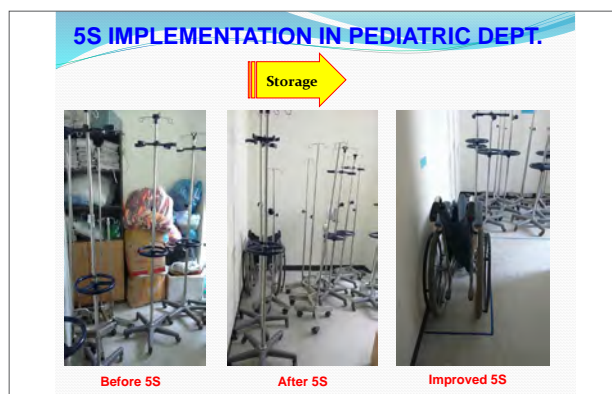 5S IMPLEMENTATION IN PEDIATRIC DEPT.
Storage
Before 5S
After 5S
Improved 5S